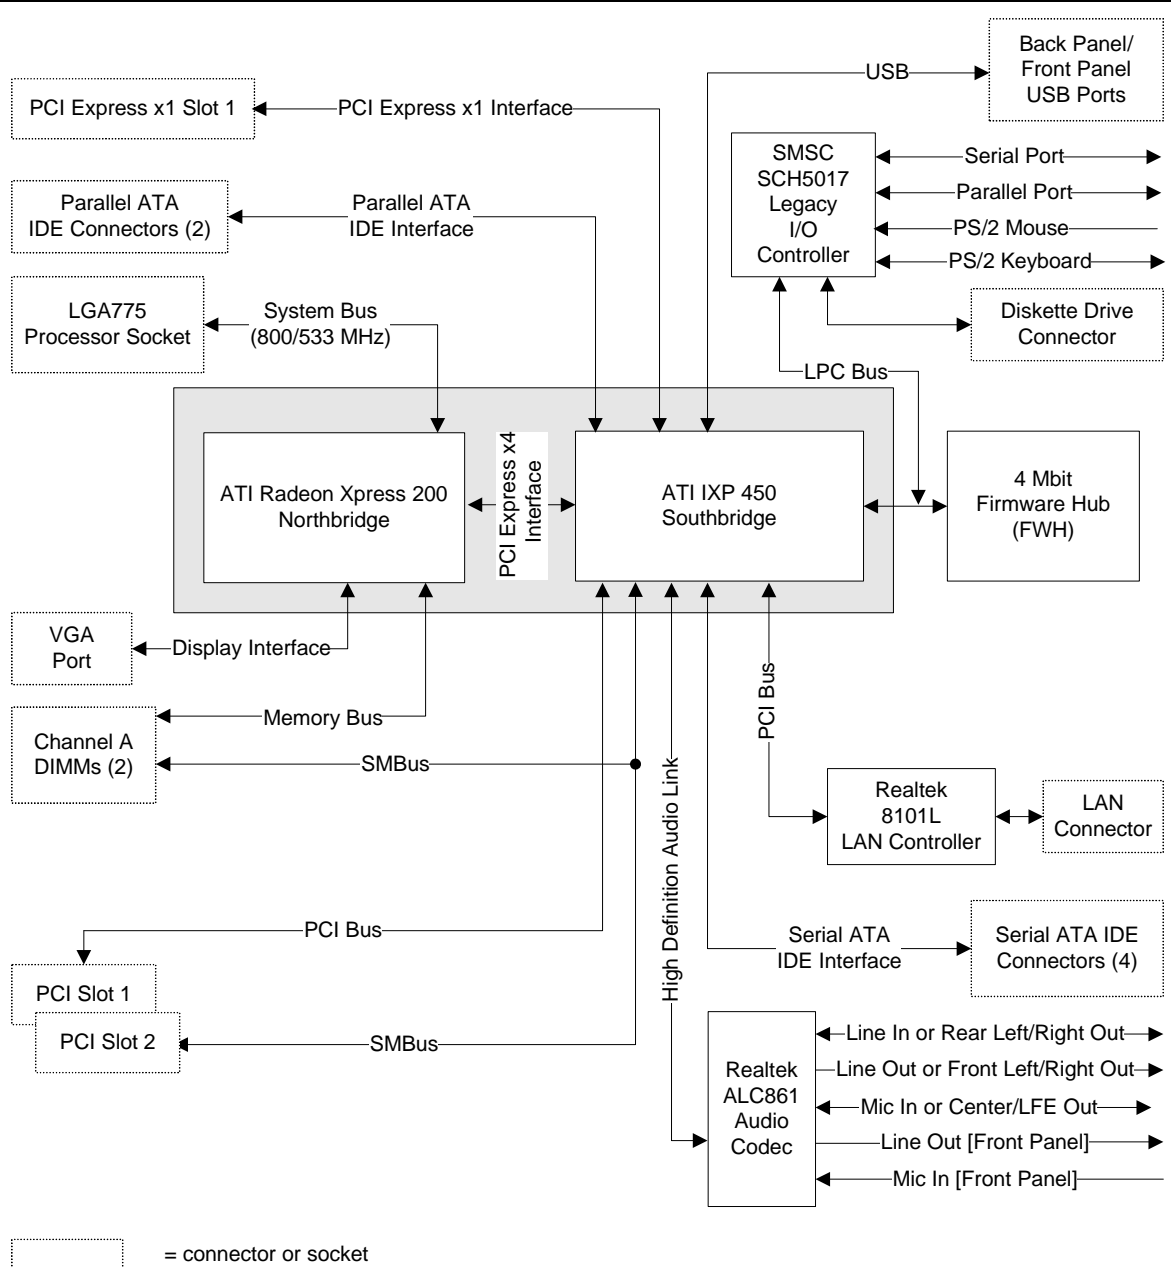 Back Panel/
Front Panel
USB Ports
USB
PCI Express x1 Slot 1
PCI Express x1 Interface
SMSC
SCH5017
Legacy
I/O
Controller
Serial Port
Parallel Port
PS/2 Mouse
PS/2 Keyboard
Parallel ATA
IDE Connectors (2)
Parallel ATA
IDE Interface
LGA775
Processor Socket
System Bus
(800/533 MHz)
Diskette Drive
Connector
LPC Bus
ATI Radeon Xpress 200
Northbridge
PCI Express x4
Interface
ATI IXP 450
Southbridge
4 Mbit
Firmware Hub
(FWH)
VGA
Port
Display Interface
Channel A
DIMMs (2)
Memory Bus
SMBus
PCI Bus
High Definition Audio Link
Realtek
8101L
LAN Controller
LAN
Connector
PCI Bus
Serial ATA
IDE Interface
Serial ATA IDE
Connectors (4)
PCI Slot 1
PCI Slot 2
SMBus
Realtek
ALC861
Audio
Codec
Line In or Rear Left/Right Out
Line Out or Front Left/Right Out
Mic In or Center/LFE Out
Line Out [Front Panel]
Mic In [Front Panel]
= connector or socket